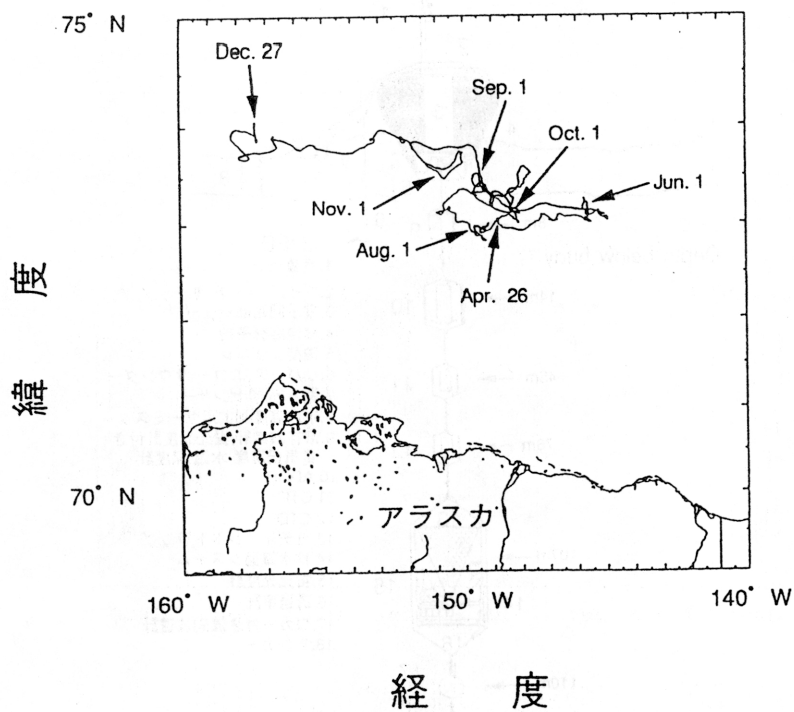 75° N
Dec. 27
Sep. 1
Oct. 1
Jun. 1
Nov. 1
Aug. 1
Apr. 26
緯度
70° N
アラスカ
160° W
150° W
140° W
経度